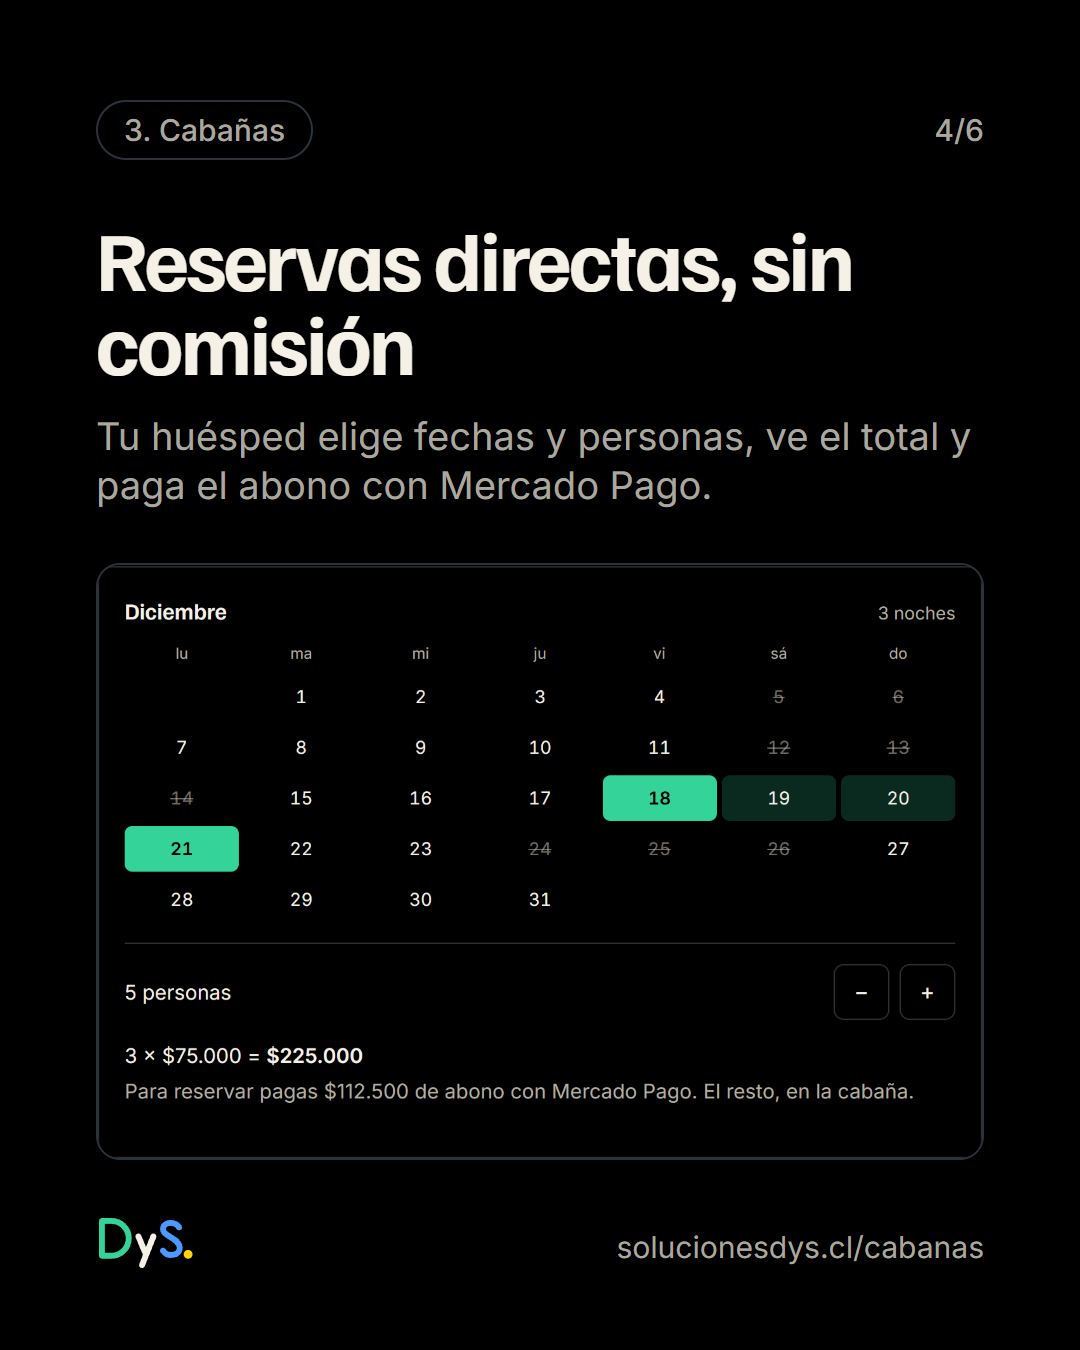 3. Cabañas
4/6
Reservas directas, sin
comisión
Tu huésped elige fechas y personas, ve el total y
paga el abono con Mercado Pago.
Diciembre
3 noches
lu ma mi ju vi sá do
1 2 3 4 5 6
7 8 9 10 11 12 13
14 15 16 17 18 19 20
21 22 23 24 25 26 27
28 29 30 31
5 personas
− +
3 × $75.000 = $225.000
Para reservar pagas $112.500 de abono con Mercado Pago. El resto, en la cabaña.
DyS.
solucionesdys.cl/cabanas